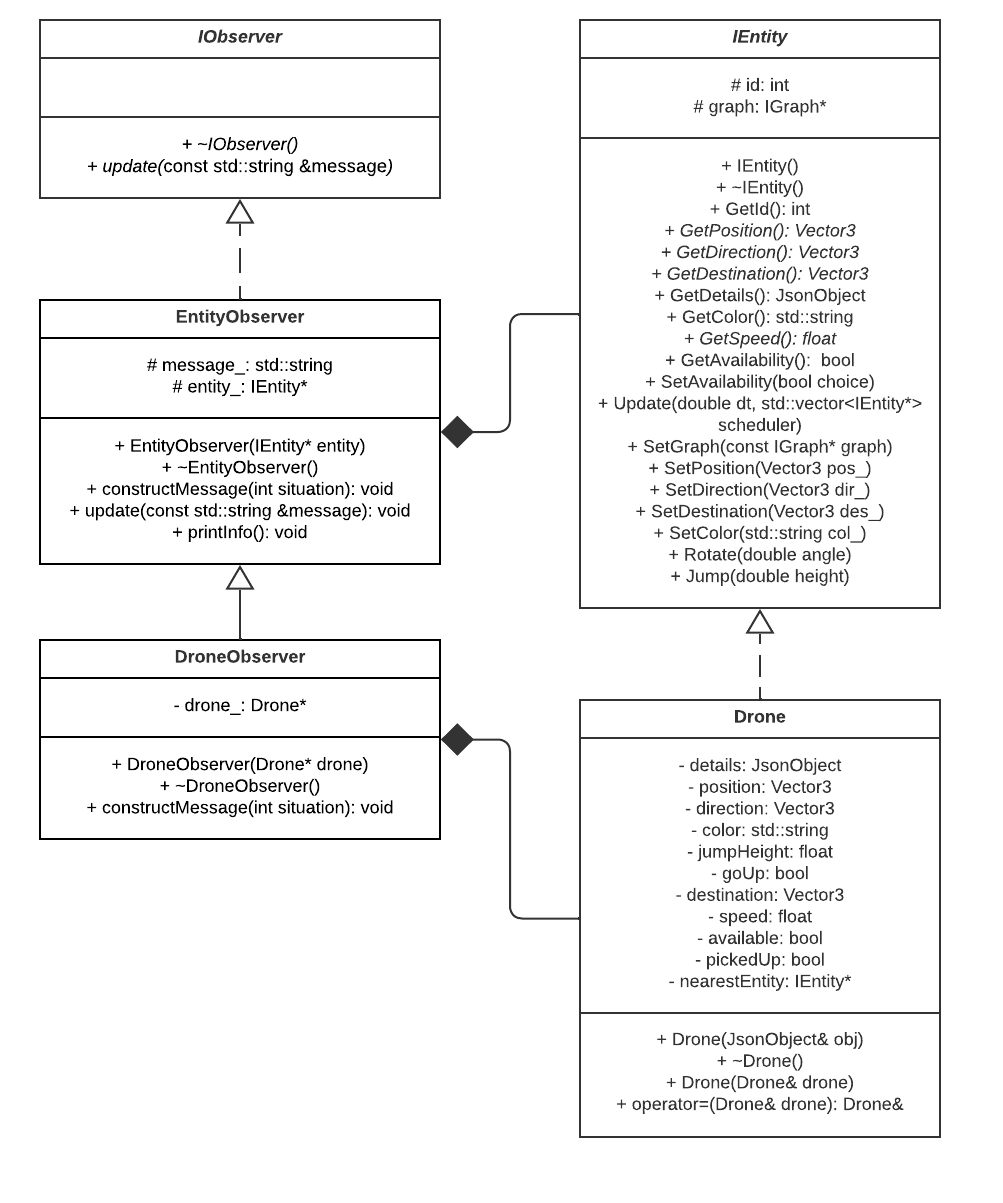 IObserver
+ ~IObserver()
+ update(const std::string &message)
EntityObserver
# message_: std::string
# entity_: IEntity*
+ EntityObserver(IEntity* entity)
+ ~EntityObserver()
+ constructMessage(int situation): void
+ update(const std::string &message): void
+ printInfo(): void
DroneObserver
- drone_: Drone*
+ DroneObserver(Drone* drone)
+ ~DroneObserver()
+ constructMessage(int situation): void
IEntity
# id: int
# graph: IGraph*
+ IEntity()
+ ~IEntity()
+ GetId(): int
+ GetPosition(): Vector3
+ GetDirection(): Vector3
+ GetDestination(): Vector3
+ GetDetails(): JsonObject
+ GetColor(): std::string
+ GetSpeed(): float
+ GetAvailability():  bool
+ SetAvailability(bool choice)
+ Update(double dt, std::vector<IEntity*>
scheduler)
+ SetGraph(const IGraph* graph)
+ SetPosition(Vector3 pos_)
+ SetDirection(Vector3 dir_)
+ SetDestination(Vector3 des_)
+ SetColor(std::string col_)
+ Rotate(double angle)
+ Jump(double height)
Drone
- details: JsonObject
- position: Vector3
- direction: Vector3
- color: std::string
- jumpHeight: float
- goUp: bool
- destination: Vector3
- speed: float
- available: bool
- pickedUp: bool
- nearestEntity: IEntity*
+ Drone(JsonObject& obj)
+ ~Drone()
+ Drone(Drone& drone)
+ operator=(Drone& drone): Drone&